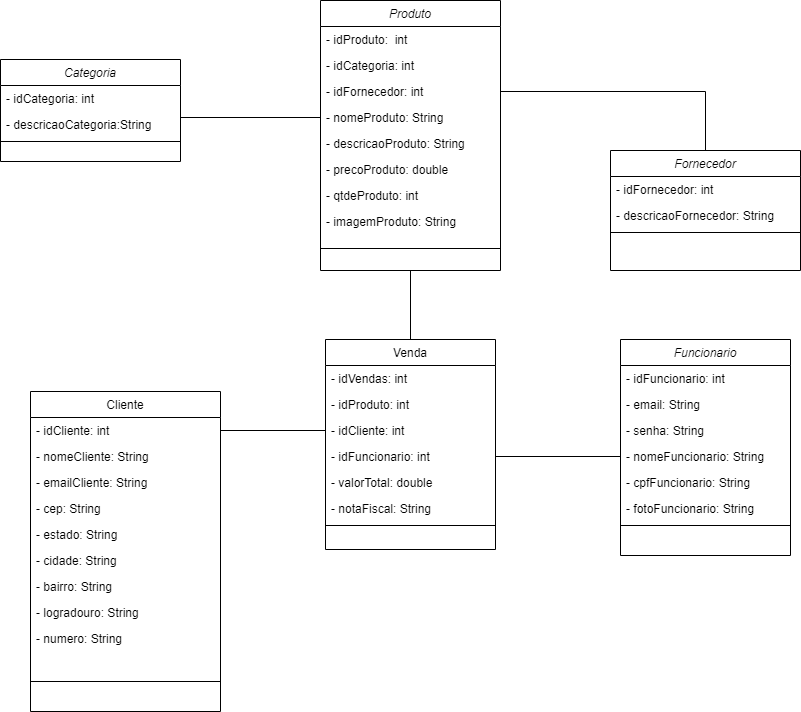 Produto
- idProduto:  int
- idCategoria: int
- idFornecedor: int
- nomeProduto: String
- descricaoProduto: String
- precoProduto: double
- qtdeProduto: int
- imagemProduto: String
Categoria
- idCategoria: int
- descricaoCategoria:String
Fornecedor
- idFornecedor: int
- descricaoFornecedor: String
Venda
- idVendas: int
- idProduto: int
- idCliente: int
- idFuncionario: int
- valorTotal: double
- notaFiscal: String
Funcionario
- idFuncionario: int
- email: String
- senha: String
- nomeFuncionario: String
- cpfFuncionario: String
- fotoFuncionario: String
Cliente
- idCliente: int
- nomeCliente: String
- emailCliente: String
- cep: String
- estado: String
- cidade: String
- bairro: String
- logradouro: String
- numero: String